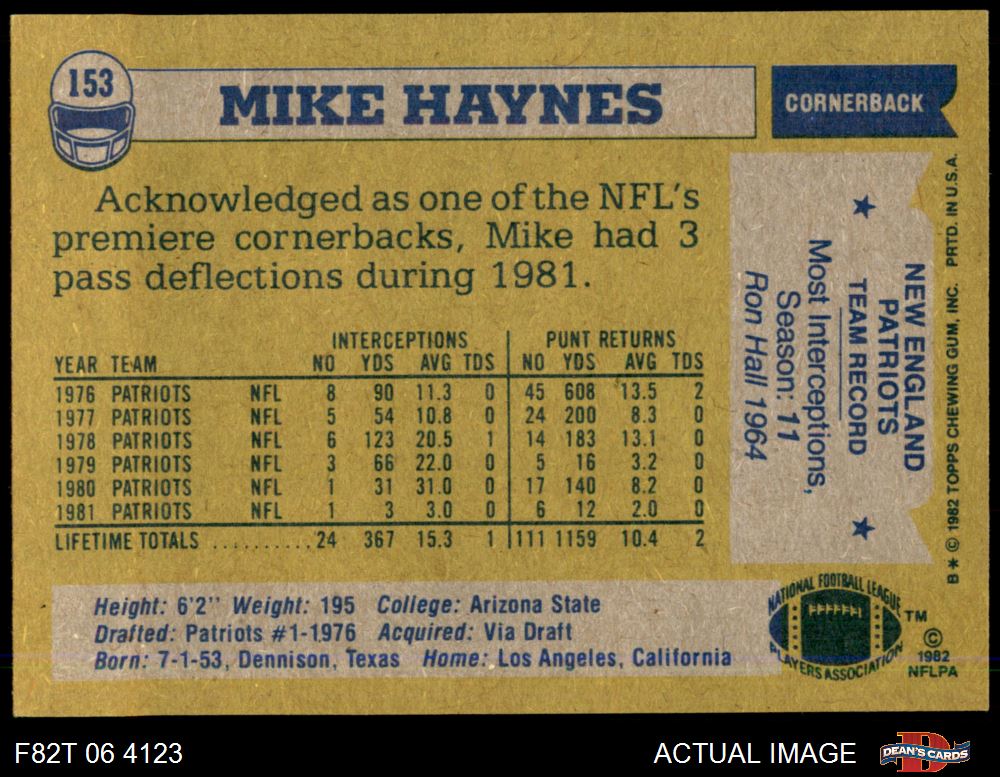 153
MIKE HAYNES
CORNERBACK
Acknowledged as one of the NFL's
premiere cornerbacks, Mike had 3
pass deflections during 1981.
INTERCEPTIONS PUNT RETURNS
YEAR TEAM NO YDS AVG TDS NO YDS AVG TDS
1976 PATRIOTS NFL 8 90 11.3 0 45 608 13.5 2
1977 PATRIOTS NFL 5 54 10.8 0 24 200 8.3 0
1978 PATRIOTS NFL 6 123 20.5 1 14 183 13.1 0
1979 PATRIOTS NFL 3 66 22.0 0 5 16 3.2 0
1980 PATRIOTS NFL 1 31 31.0 0 17 140 8.2 0
1981 PATRIOTS NFL 1 3 3.0 0 6 12 2.0 0
LIFETIME TOTALS .......... 24 367 15.3 1 111 1159 10.4 2
NEW ENGLAND
PATRIOTS
TEAM RECORD
Most Interceptions,
Season: 11
Ron Hall 1964
B * © 1982 TOPPS CHEWING GUM, INC. PRTD. IN U.S.A.
Height: 6'2" Weight: 195 College: Arizona State
Drafted: Patriots #1-1976 Acquired: Via Draft
Born: 7-1-53, Dennison, Texas Home: Los Angeles, California
NATIONAL FOOTBALL LEAGUE
PLAYERS ASSOCIATION
TM
©
1982
NFLPA
F82T 06 4123
ACTUAL IMAGE
DEAN'S CARDS